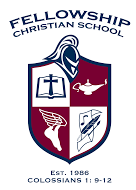 FELLOWSHIP
CHRISTIAN SCHOOL
EST. 1986
COLOSSIANS 1: 9-12